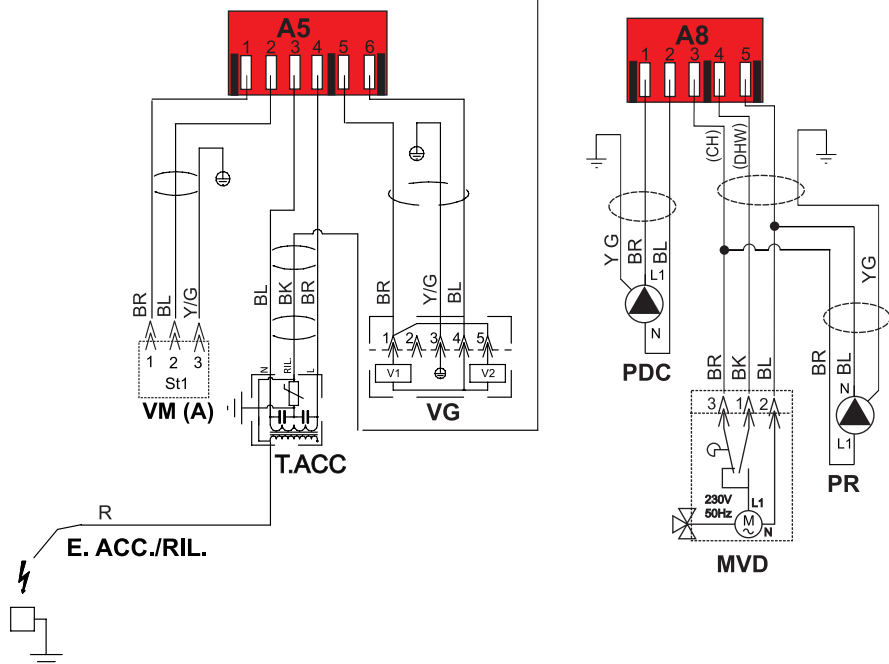 A5
1 2 3 4 5 6
BR
BL
Y/G
1 2 3
St1
VM (A)
BL
BK
BR
N
RIL.
L
T.ACC
R
E. ACC./RIL.
BR
Y/G
BL
1 2 3 4 5
V1
V2
VG
A8
1 2 3 4 5
(CH)
(DHW)
Y G
BR
BL
L1
N
PDC
BR
BK
BL
3 1 2
230V
50Hz
L1
M
~
N
MVD
YG
BR
BL
N
L1
PR